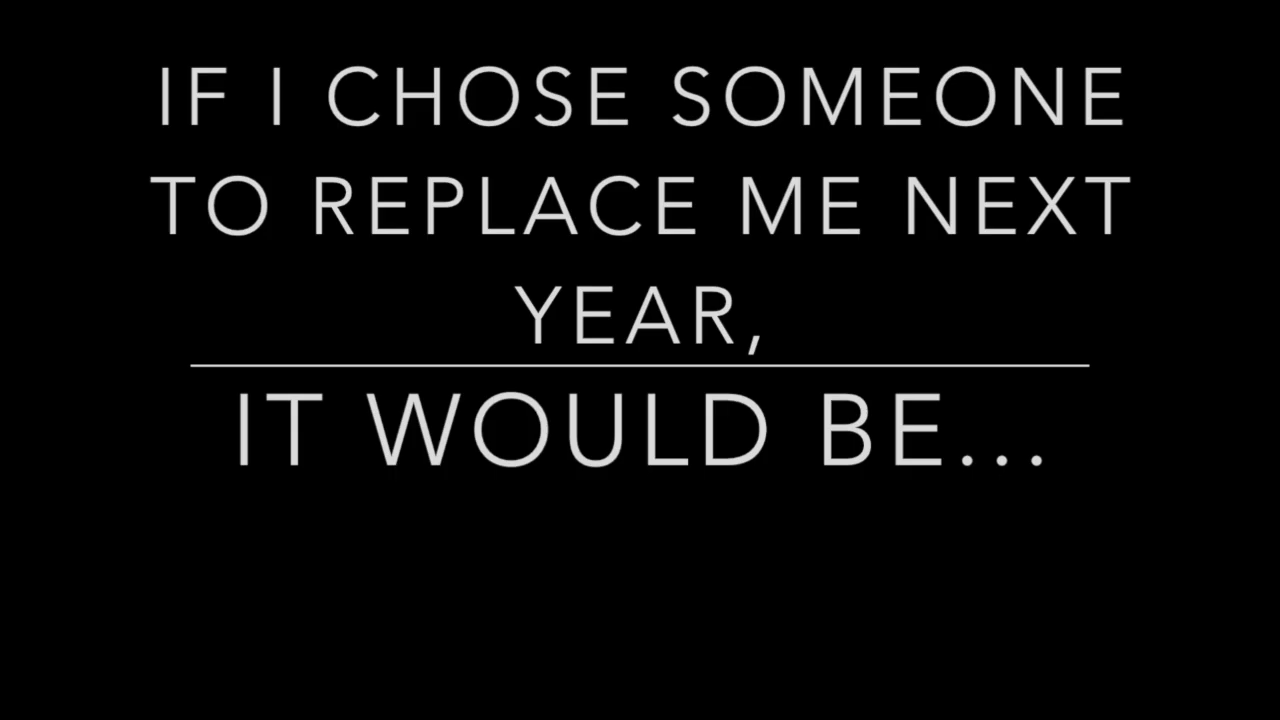 IF I CHOSE SOMEONE
TO REPLACE ME NEXT
YEAR,
IT WOULD BE...